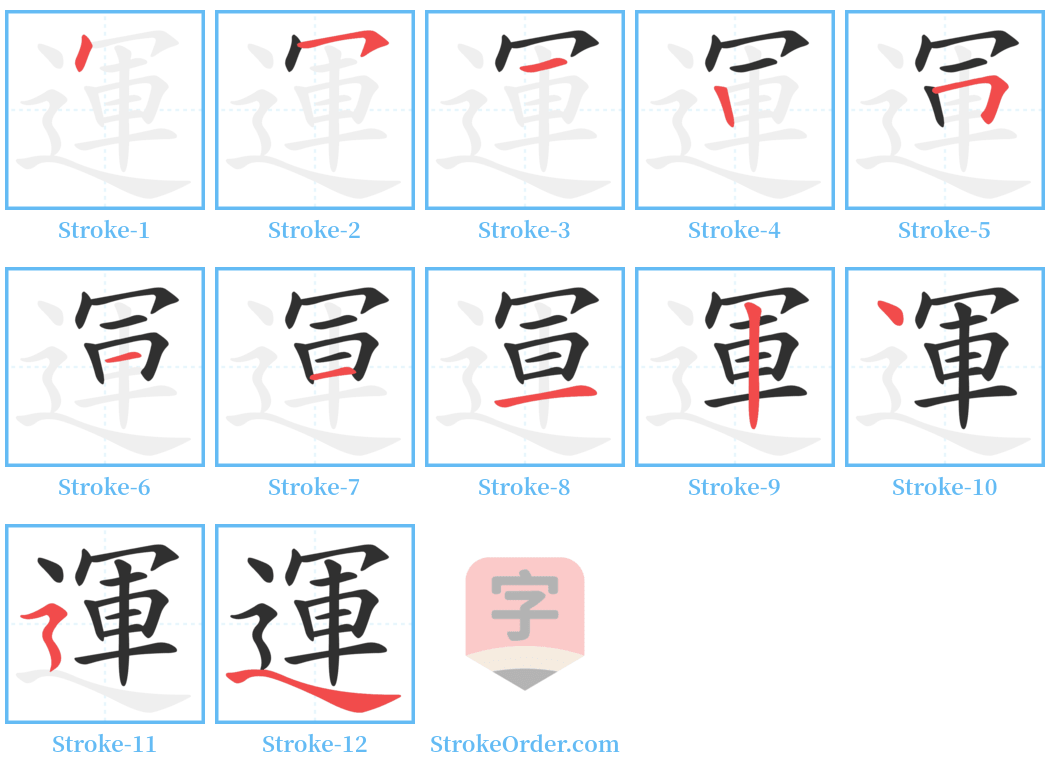 Stroke-1 Stroke-2 Stroke-3 Stroke-4 Stroke-5
Stroke-6 Stroke-7 Stroke-8 Stroke-9 Stroke-10
運
字
Stroke-11 Stroke-12 StrokeOrder.com